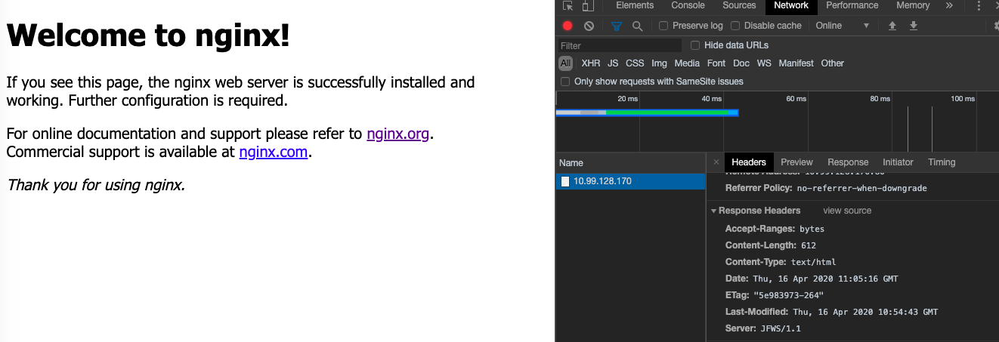 Welcome to nginx!
If you see this page, the nginx web server is successfully installed and
working. Further configuration is required.
For online documentation and support please refer to nginx.org.
Commercial support is available at nginx.com.
Thank you for using nginx.
Elements Console Sources Network Performance Memory »
Preserve log Disable cache Online
Filter Hide data URLs
All XHR JS CSS Img Media Font Doc WS Manifest Other
Only show requests with SameSite issues
20 ms 40 ms 60 ms 80 ms 100 ms
Name × Headers Preview Response Initiator Timing
10.99.128.170
Referrer Policy: no-referrer-when-downgrade
Response Headers view source
Accept-Ranges: bytes
Content-Length: 612
Content-Type: text/html
Date: Thu, 16 Apr 2020 11:05:16 GMT
ETag: "5e983973-264"
Last-Modified: Thu, 16 Apr 2020 10:54:43 GMT
Server: JFWS/1.1